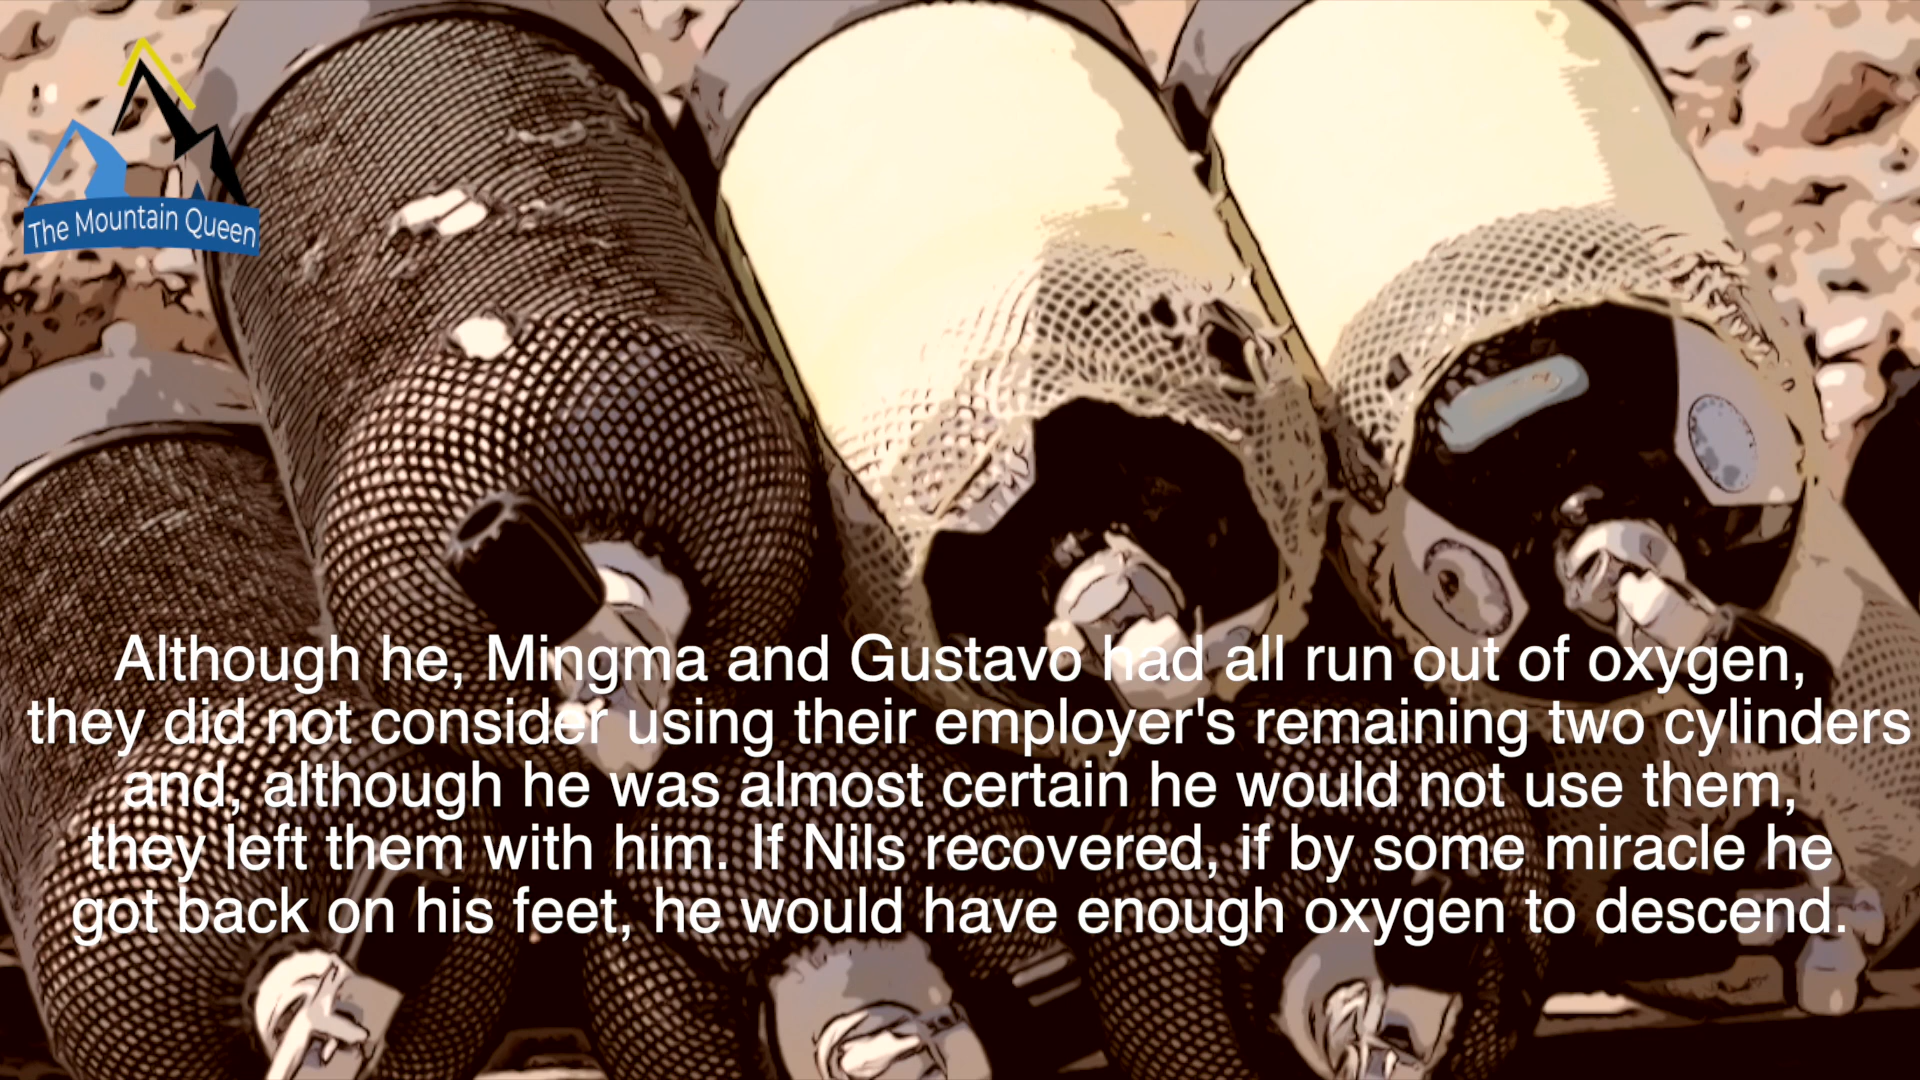 The Mountain Queen
Although he, Mingma and Gustavo had all run out of oxygen,
they did not consider using their employer's remaining two cylinders
and, although he was almost certain he would not use them,
they left them with him. If Nils recovered, if by some miracle he
got back on his feet, he would have enough oxygen to descend.